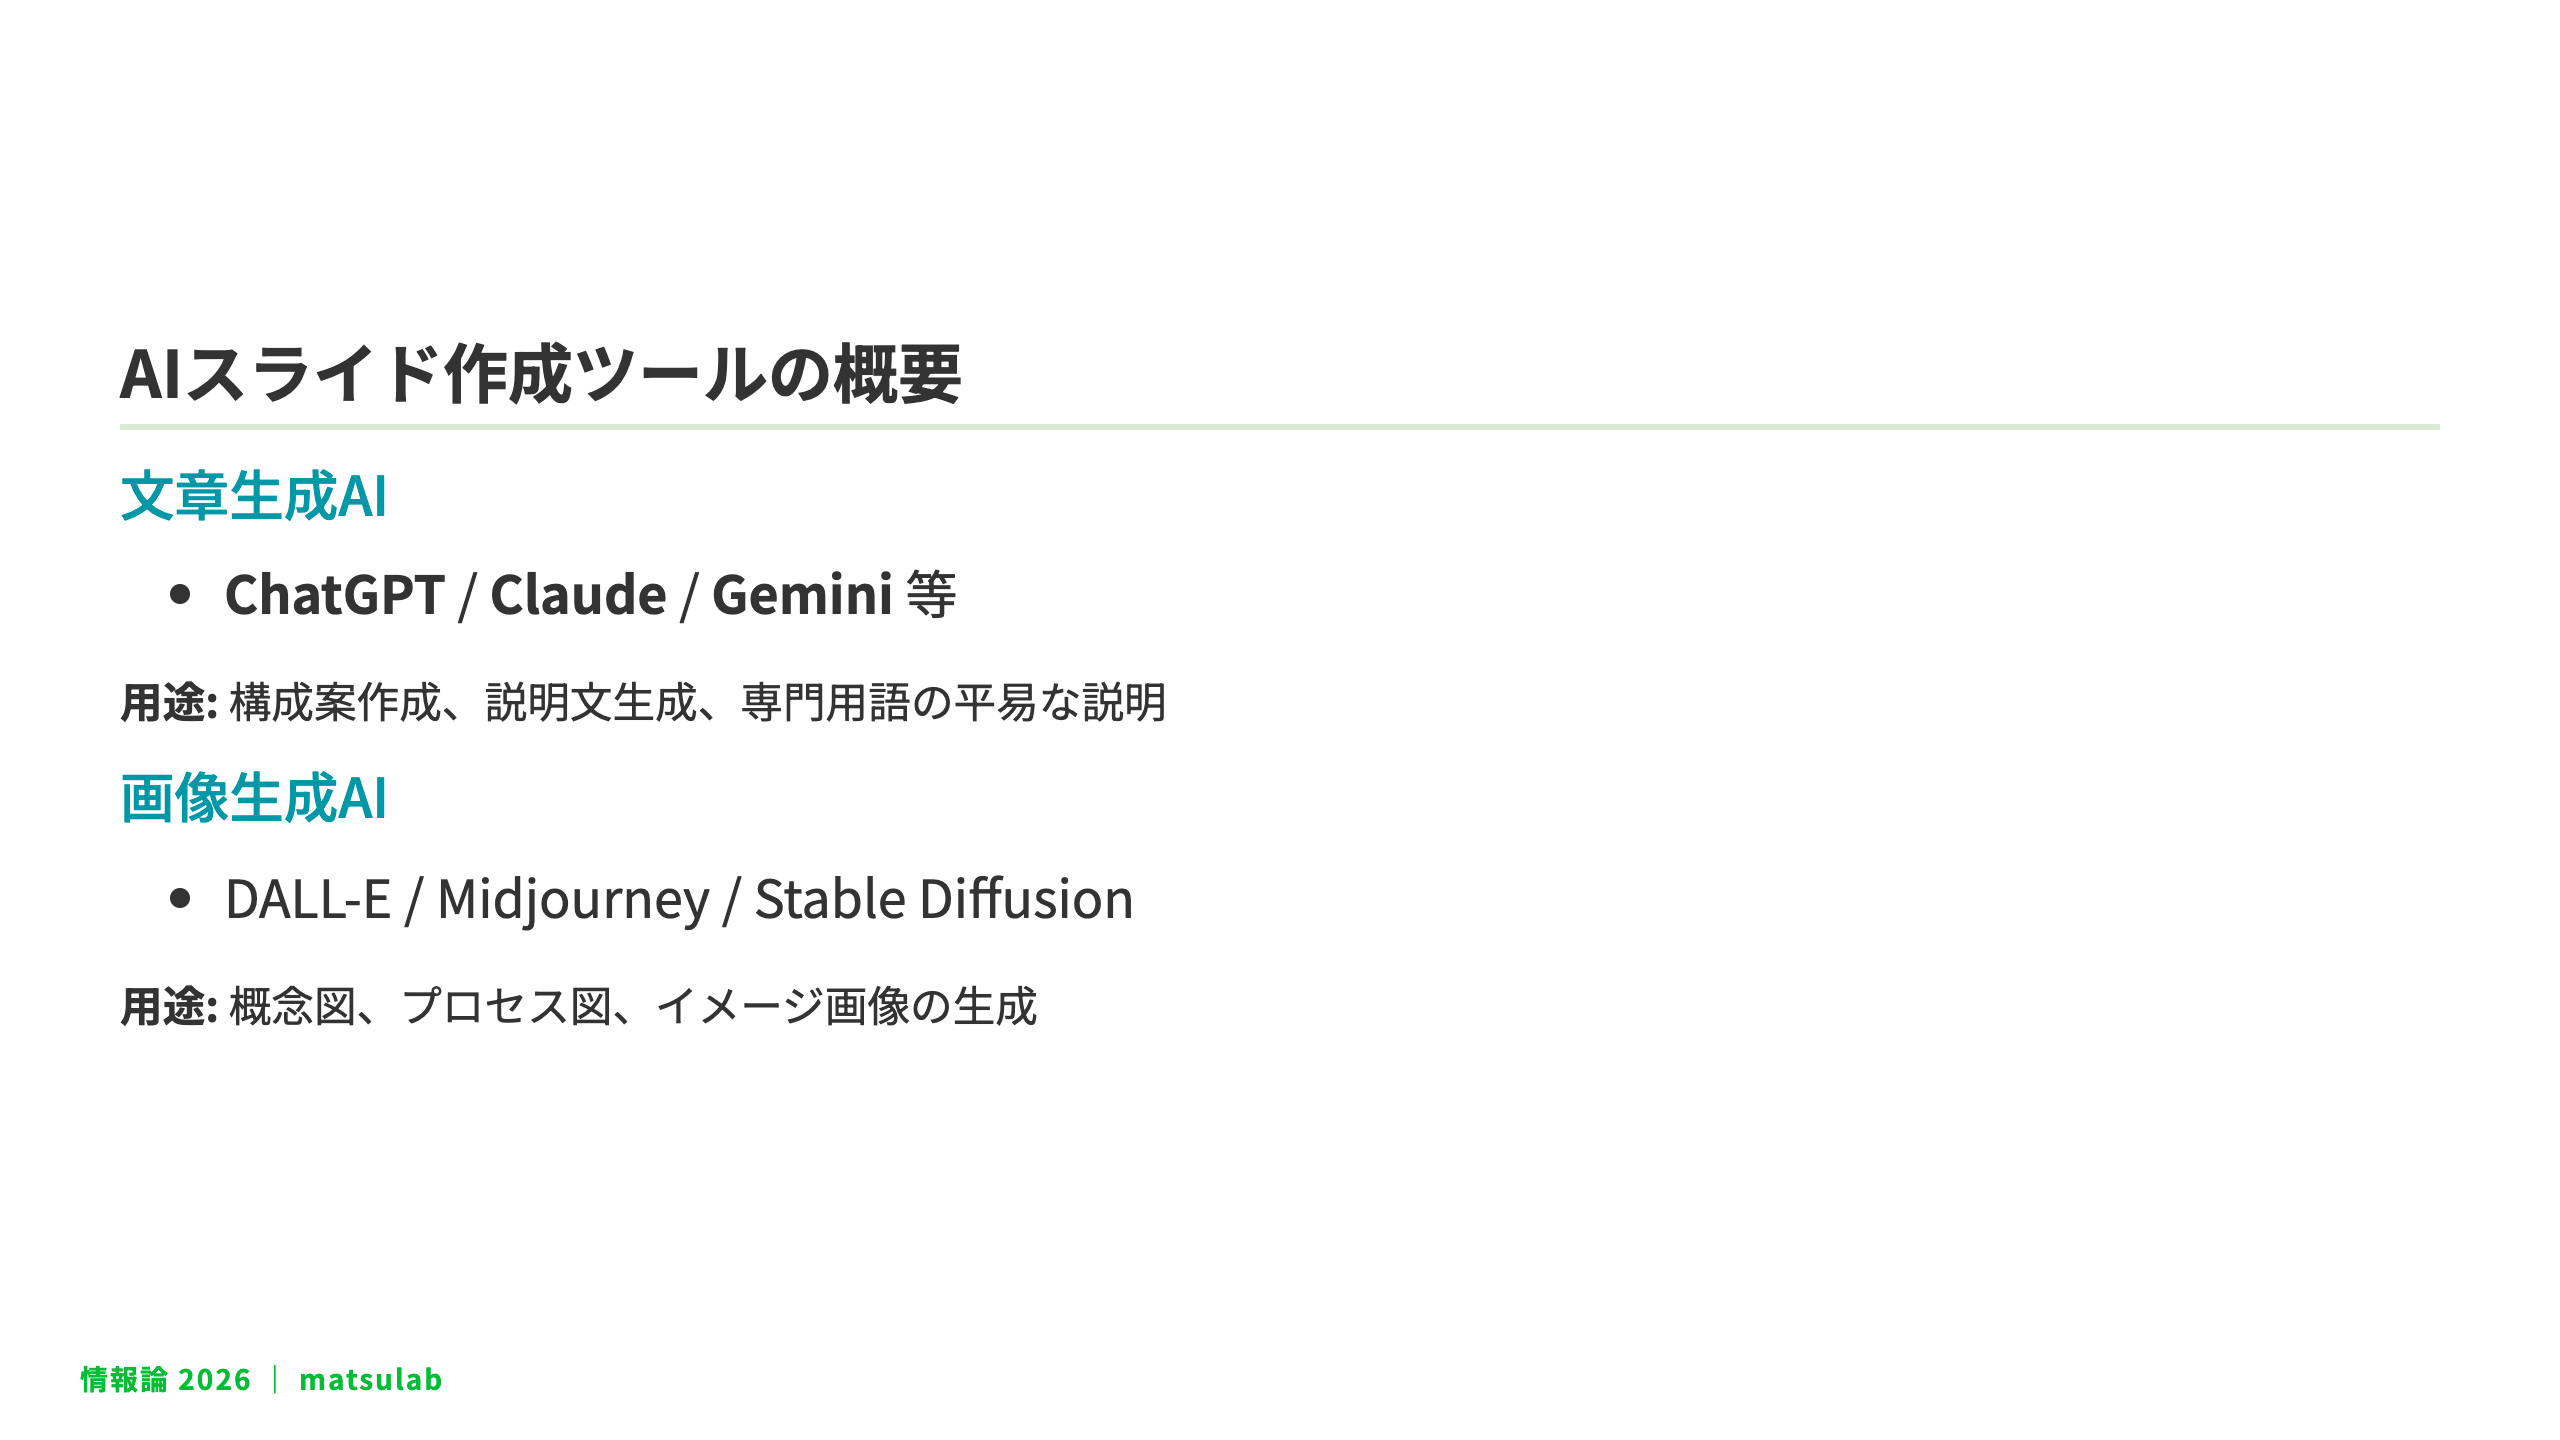 AIスライド作成ツールの概要
文章生成AI
• ChatGPT / Claude / Gemini 等
用途: 構成案作成、説明文生成、専門用語の平易な説明
画像生成AI
• DALL-E / Midjourney / Stable Diffusion
用途: 概念図、プロセス図、イメージ画像の生成
情報論 2026 ｜ matsulab